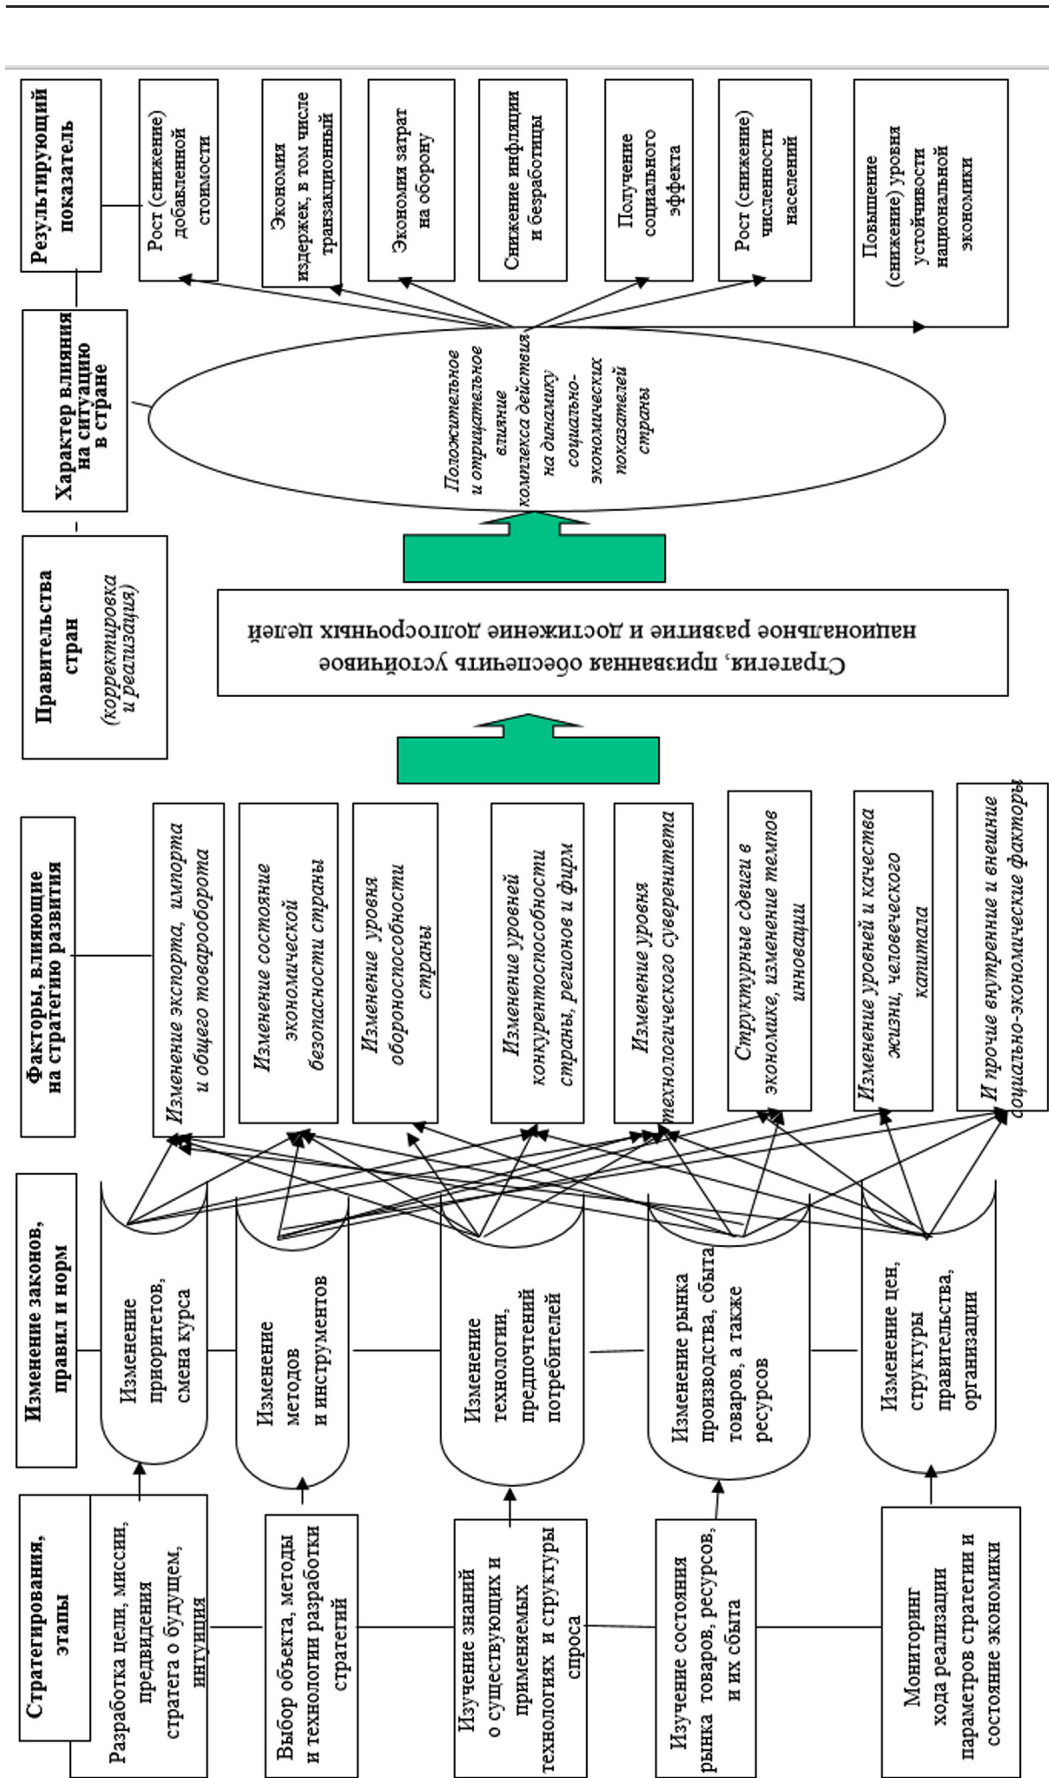 Стратегирования,
этапы
Разработка цели, миссии,
предвидения
стратега о будущем,
интуиция
Выбор объекта, методы
и технологии разработки
стратегий
Изучение знаний
о существующих и
применяемых
технологиях и структуры
спроса
Изучение состояния
рынка товаров, ресурсов,
и их сбыта
Мониторинг
хода реализации
параметров стратегии и
состояние экономики
Изменение законов,
правил и норм
Изменение
приоритетов,
смена курса
Изменение
методов
и инструментов
Изменение
технологии,
предпочтений
потребителей
Изменение рынка
производства, сбыта
товаров, а также
ресурсов
Изменение цен,
структуры
правительства,
организации
Факторы, влияющие
на стратегию развития
Изменение экспорта, импорта
и общего товарооборота
Изменение состояние
экономической
безопасности страны
Изменение уровня
обороноспособности
страны
Изменение уровней
конкурентоспособности
страны, регионов и фирм
Изменение уровня
технологического суверенитета
Структурные сдвиги в
экономике, изменение темпов
инновации
Изменение уровней и качества
жизни, человеческого
капитала
И прочие внутренние и внешние
социально-экономические факторы
Правительства
стран
(корректировка
и реализация)
Стратегия, призванная обеспечить устойчивое
национальное развитие и достижение долгосрочных целей
Характер влияния
на ситуацию
в стране
Положительное
и отрицательное
влияние
комплекса действия
на динамику
социально-
экономических
показателей
страны
Результирующий
показатель
Рост (снижение)
добавленной
стоимости
Экономия
издержек, в том числе
транзакционный
Экономия затрат
на оборону
Снижение инфляции
и безработицы
Получение
социального
эффекта
Рост (снижение)
численности
населений
Повышение
(снижение) уровня
устойчивости
национальной
экономики